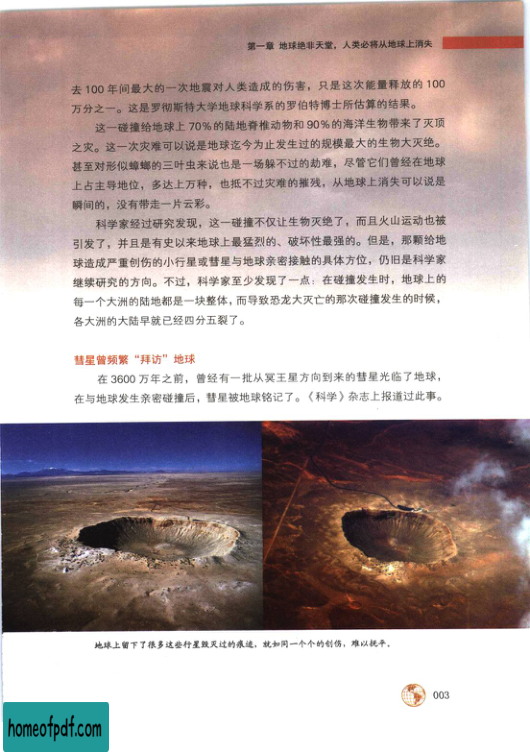 第一章 地球绝非天堂，人类必将从地球上消失
去 100 年间最大的一次地震对人类造成的伤害，只是这次能量释放的 100
万分之一。这是罗彻斯特大学地球科学系的罗伯特博士所估算的结果。
这一碰撞给地球上 70%的陆地脊椎动物和 90%的海洋生物带来了灭顶
之灾。这一次灾难可以说是地球迄今为止发生过的规模最大的生物大灭绝。
甚至对形似蟑螂的三叶虫来说也是一场躲不过的劫难，尽管它们曾经在地球
上占主导地位，多达上万种，也抵不过灾难的摧残，从地球上消失可以说是
瞬间的，没有带走一片云彩。
科学家经过研究发现，这一碰撞不仅让生物灭绝了，而且火山运动也被
引发了，并且是有史以来地球上最猛烈的、破坏性最强的。但是，那颗给地
球造成严重创伤的小行星或彗星与地球亲密接触的具体方位，仍旧是科学家
继续研究的方向。不过，科学家至少发现了一点：在碰撞发生时，地球上的
每一个大洲的陆地都是一块整体，而导致恐龙大灭亡的那次碰撞发生的时候，
各大洲的大陆早就已经四分五裂了。
彗星曾频繁“拜访”地球
在 3600 万年之前，曾经有一批从冥王星方向到来的彗星光临了地球，
在与地球发生亲密碰撞后，彗星被地球铭记了。《科学》杂志上报道过此事。
地球上留下了很多这些行星毁灭过的痕迹，就如同一个个的创伤，难以抚平。
003
homeofpdf.com